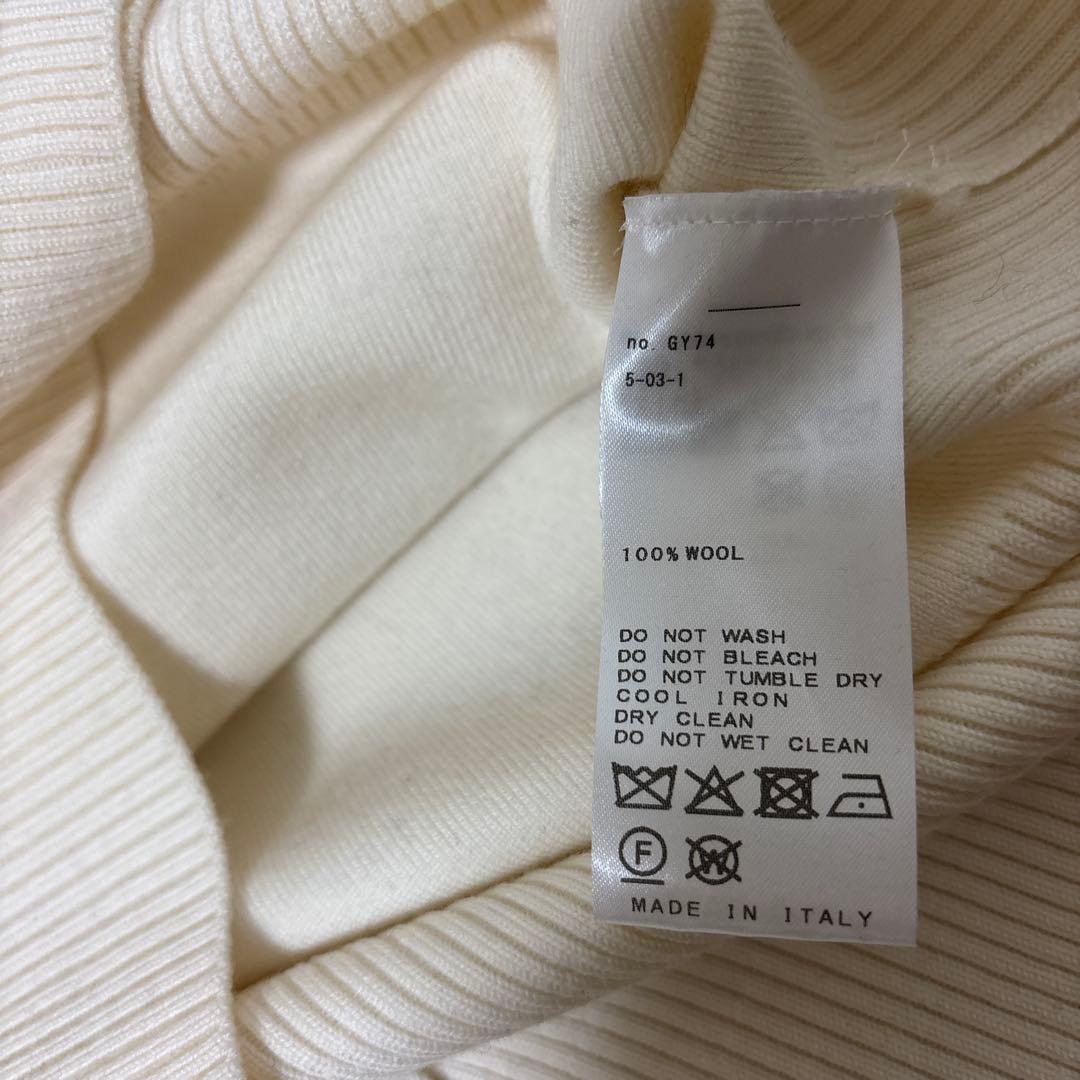 no. GY74
5-03-1
100% WOOL
DO NOT WASH
DO NOT BLEACH
DO NOT TUMBLE DRY
COOL IRON
DRY CLEAN
DO NOT WET CLEAN
F W
MADE IN ITALY